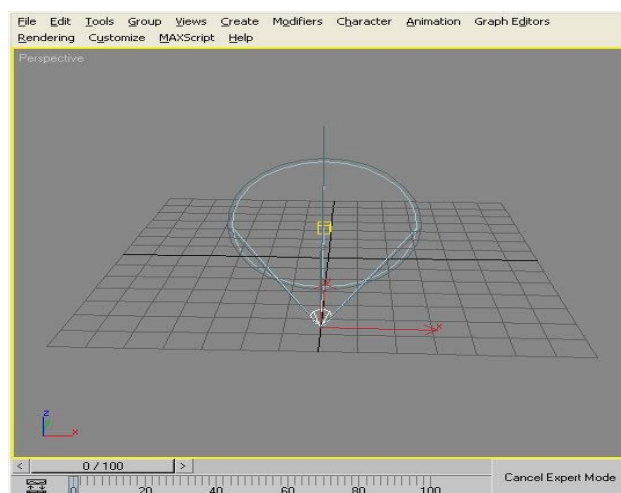 File Edit Tools Group Views Create Modifiers Character Animation Graph Editors
Rendering Customize MAXScript Help
Perspective
x
z
x
< 0 / 100 >
0 20 40 60 80 100
Cancel Expert Mode